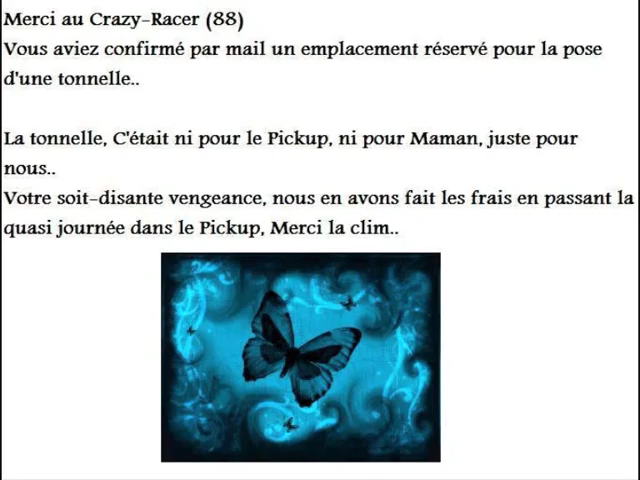 Merci au Crazy-Racer (88)
Vous aviez confirmé par mail un emplacement réservé pour la pose
d'une tonnelle..
La tonnelle, C'était ni pour le Pickup, ni pour Maman, juste pour
nous..
Votre soit-disante vengeance, nous en avons fait les frais en passant la
quasi journée dans le Pickup, Merci la clim..